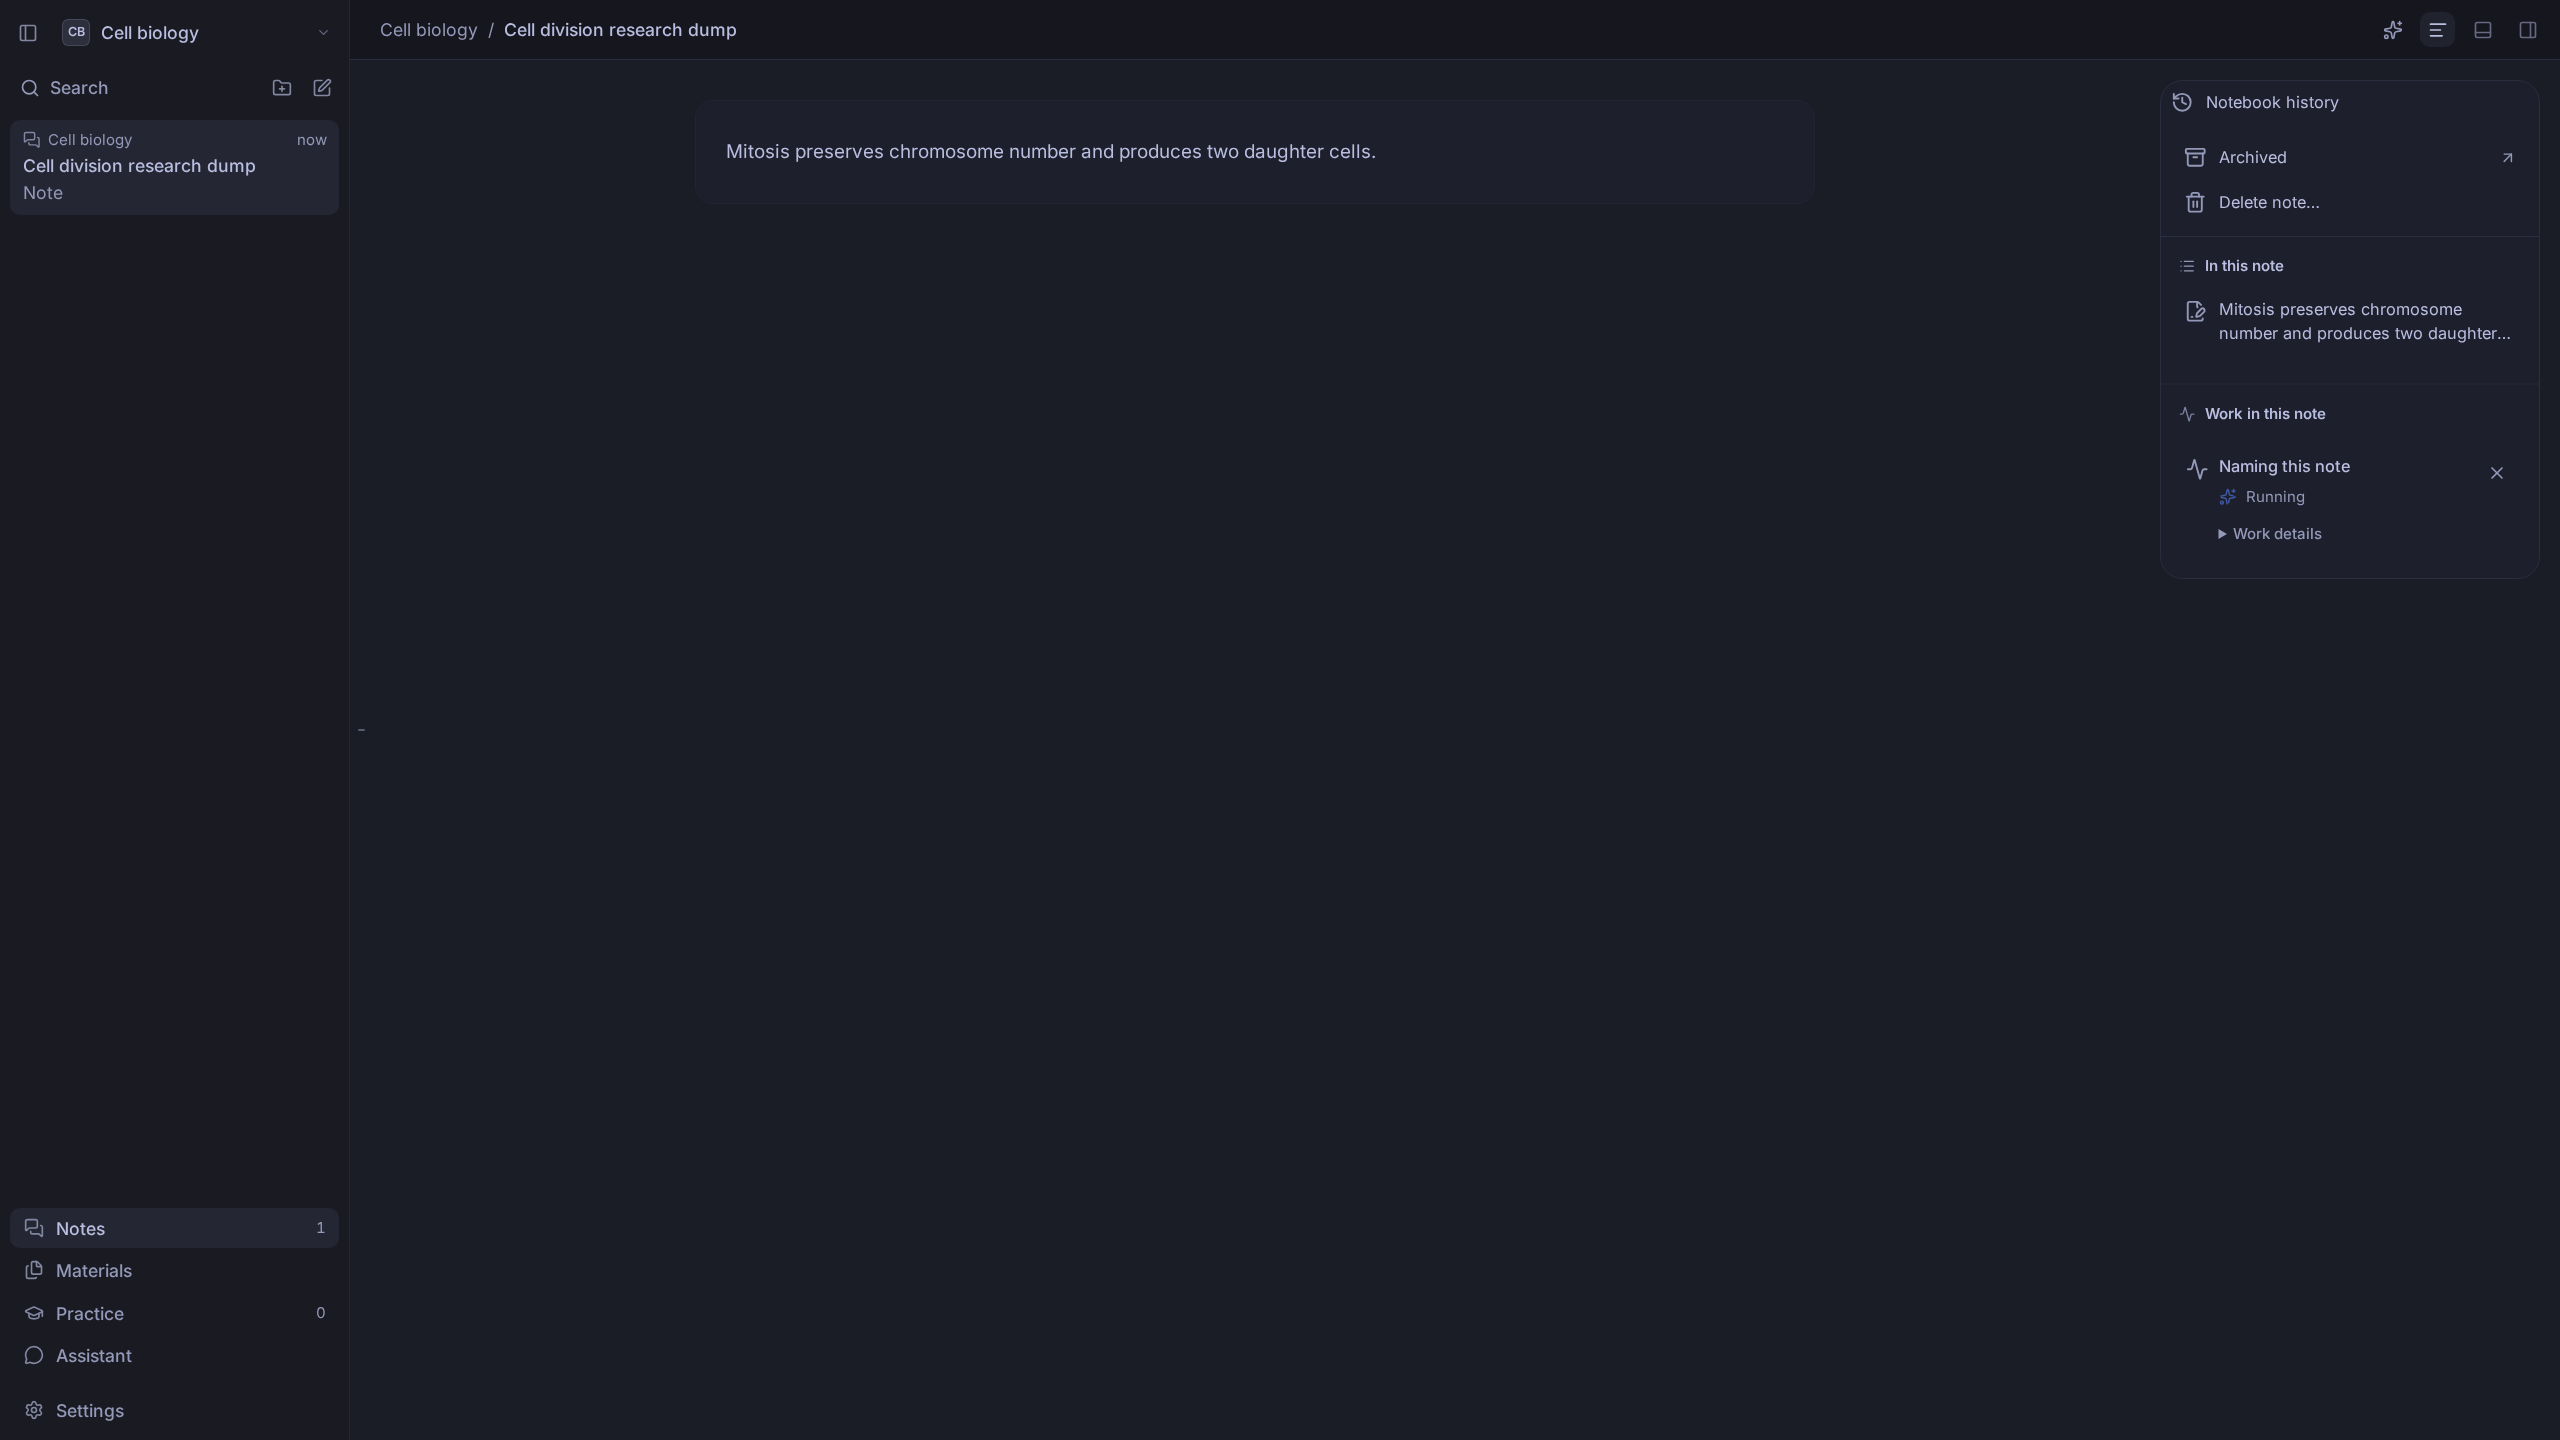 CB Cell biology
Search
Cell biology now
Cell division research dump
Note
Notes 1
Materials
Practice 0
Assistant
Settings
Cell biology / Cell division research dump
Mitosis preserves chromosome number and produces two daughter cells.
Notebook history
Archived
Delete note...
In this note
Mitosis preserves chromosome
number and produces two daughter...
Work in this note
Naming this note
Running
Work details